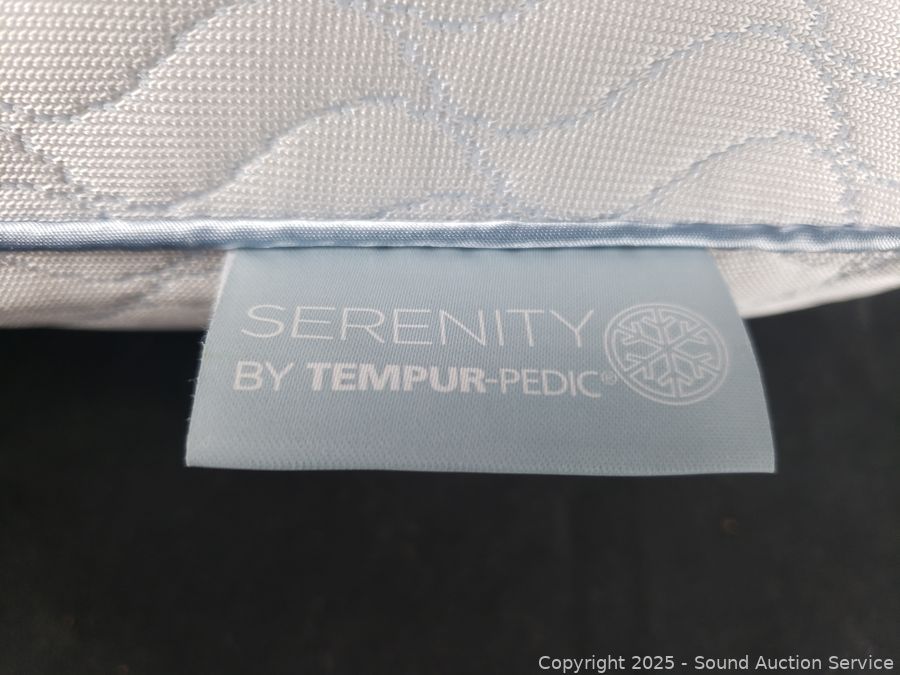 SERENITY
BY TEMPUR-PEDIC®
Copyright 2025 - Sound Auction Service